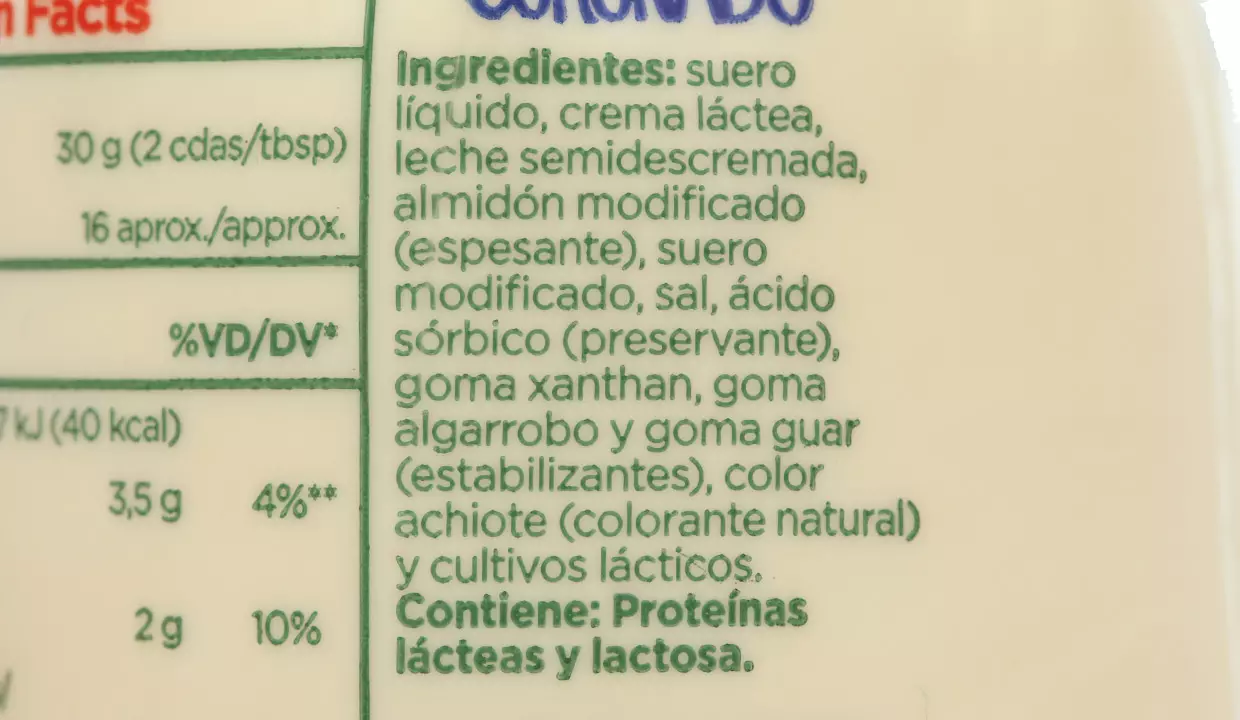 Facts
30 g (2 cdas/tbsp)
16 aprox./approx.
%VD/DV*
kJ (40 kcal)
3,5 g 4%**
2 g 10%
Ingredientes: suero
líquido, crema láctea,
leche semidescremada,
almidón modificado
(espesante), suero
modificado, sal, ácido
sórbico (preservante),
goma xanthan, goma
algarrobo y goma guar
(estabilizantes), color
achiote (colorante natural)
y cultivos lácticos.
Contiene: Proteínas
lácteas y lactosa.